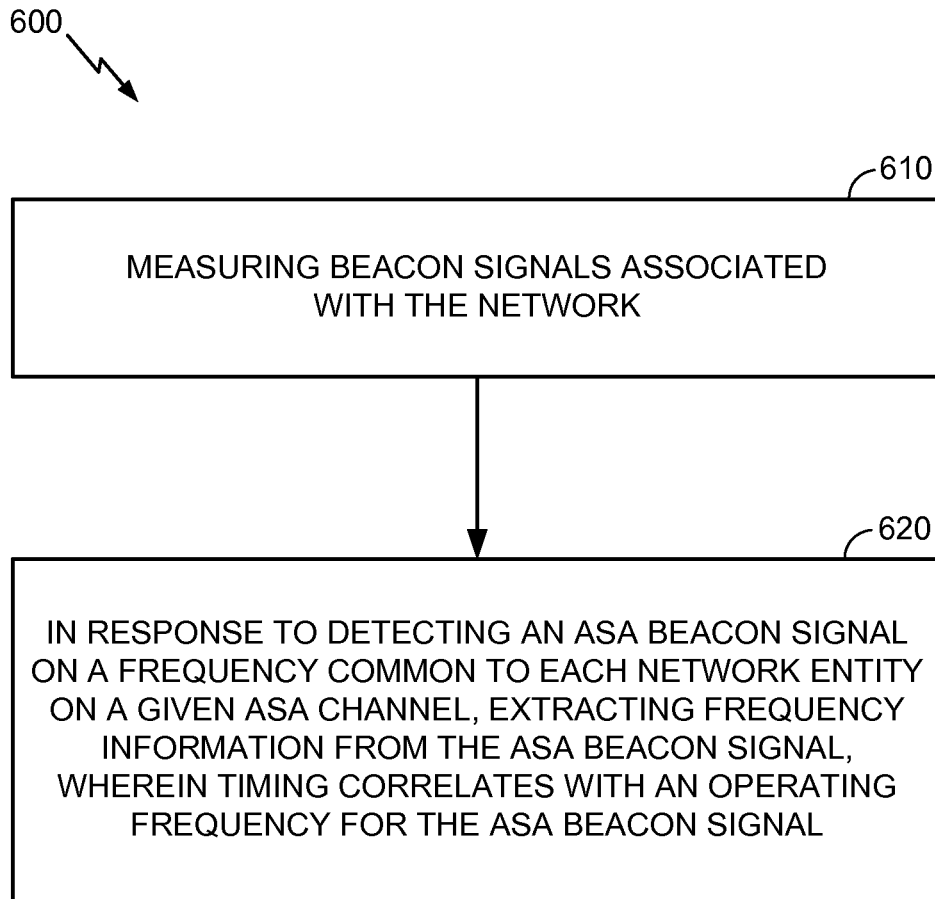 600
610
MEASURING BEACON SIGNALS ASSOCIATED
WITH THE NETWORK
620
IN RESPONSE TO DETECTING AN ASA BEACON SIGNAL
ON A FREQUENCY COMMON TO EACH NETWORK ENTITY
ON A GIVEN ASA CHANNEL, EXTRACTING FREQUENCY
INFORMATION FROM THE ASA BEACON SIGNAL,
WHEREIN TIMING CORRELATES WITH AN OPERATING
FREQUENCY FOR THE ASA BEACON SIGNAL